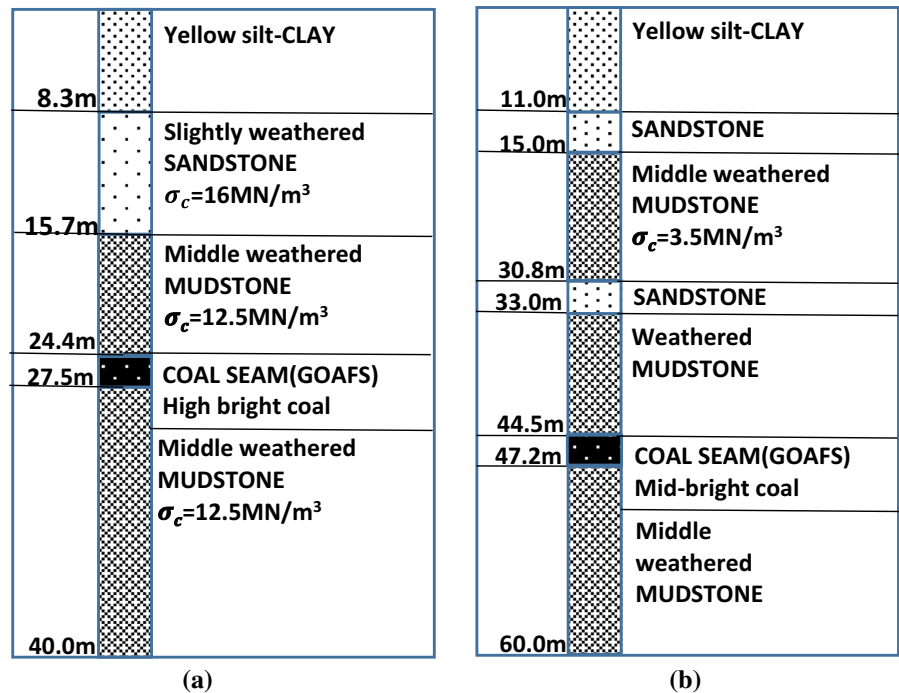 Yellow silt-CLAY
8.3m
Slightly weathered
SANDSTONE
σc=16MN/m³
15.7m
Middle weathered
MUDSTONE
σc=12.5MN/m³
24.4m
COAL SEAM(GOAFS)
27.5m
High bright coal
Middle weathered
MUDSTONE
σc=12.5MN/m³
40.0m
(a)
Yellow silt-CLAY
11.0m
SANDSTONE
15.0m
Middle weathered
MUDSTONE
σc=3.5MN/m³
30.8m
SANDSTONE
33.0m
Weathered
MUDSTONE
44.5m
COAL SEAM(GOAFS)
47.2m
Mid-bright coal
Middle
weathered
MUDSTONE
60.0m
(b)